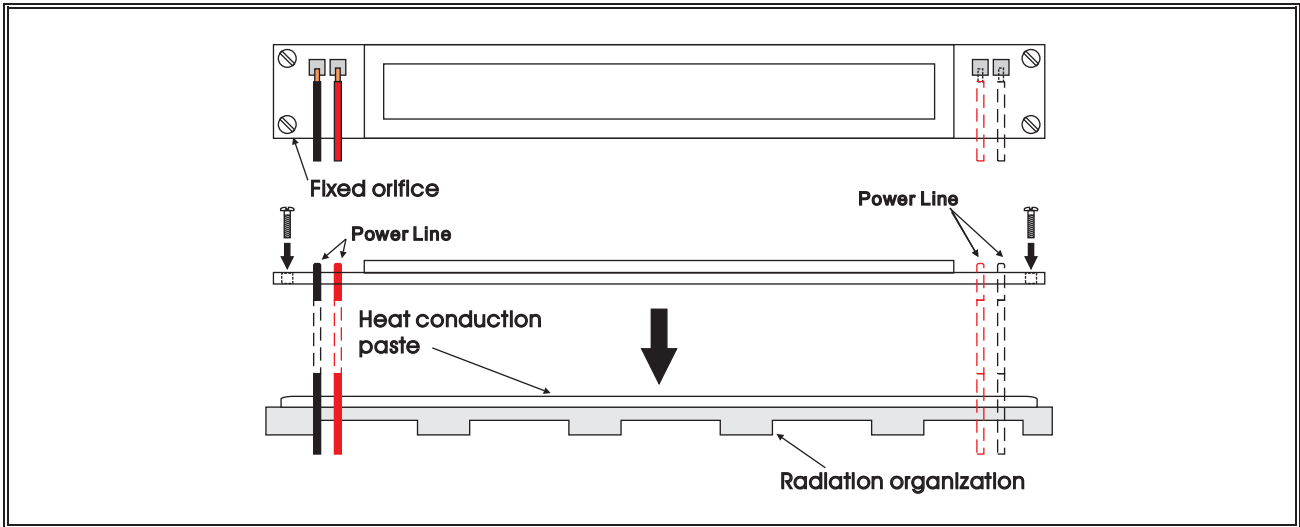 Fixed orifice
Power Line
Power Line
Heat conduction
paste
Radiation organization